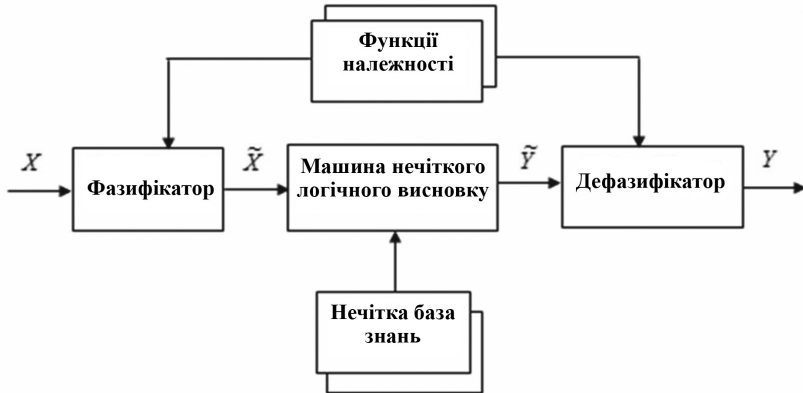 Функції
належності
X
Фазифікатор
X̃
Машина нечіткого
логічного висновку
Ỹ
Дефазифікатор
Y
Нечітка база
знань